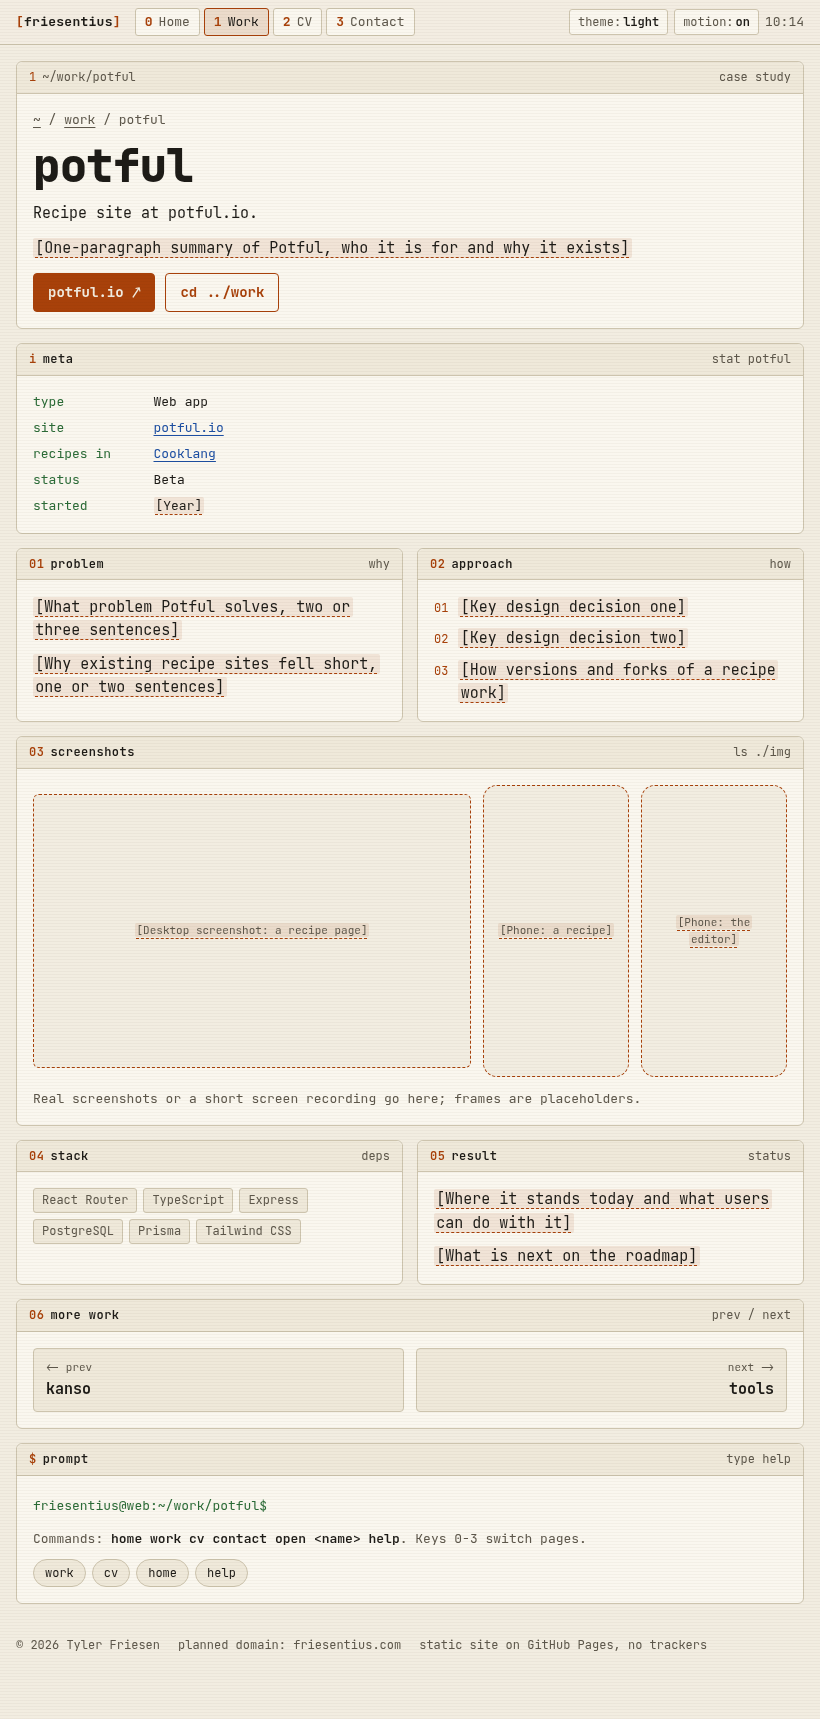 [friesentius] 0 Home 1 Work 2 CV 3 Contact theme: light motion: on 10:14
1 ~/work/potful case study
~ / work / potful
potful
Recipe site at potful.io.
[One-paragraph summary of Potful, who it is for and why it exists]
potful.io ↗ cd ../work
i meta stat potful
type Web app
site potful.io
recipes in Cooklang
status Beta
started [Year]
01 problem why
[What problem Potful solves, two or
three sentences]
[Why existing recipe sites fell short,
one or two sentences]
02 approach how
01 [Key design decision one]
02 [Key design decision two]
03 [How versions and forks of a recipe
work]
03 screenshots ls ./img
[Desktop screenshot: a recipe page]
[Phone: a recipe]
[Phone: the
editor]
Real screenshots or a short screen recording go here; frames are placeholders.
04 stack deps
React Router TypeScript Express
PostgreSQL Prisma Tailwind CSS
05 result status
[Where it stands today and what users
can do with it]
[What is next on the roadmap]
06 more work prev / next
← prev
kanso
next →
tools
$ prompt type help
friesentius@web:~/work/potful$
Commands: home work cv contact open <name> help. Keys 0-3 switch pages.
work cv home help
© 2026 Tyler Friesen planned domain: friesentius.com static site on GitHub Pages, no trackers